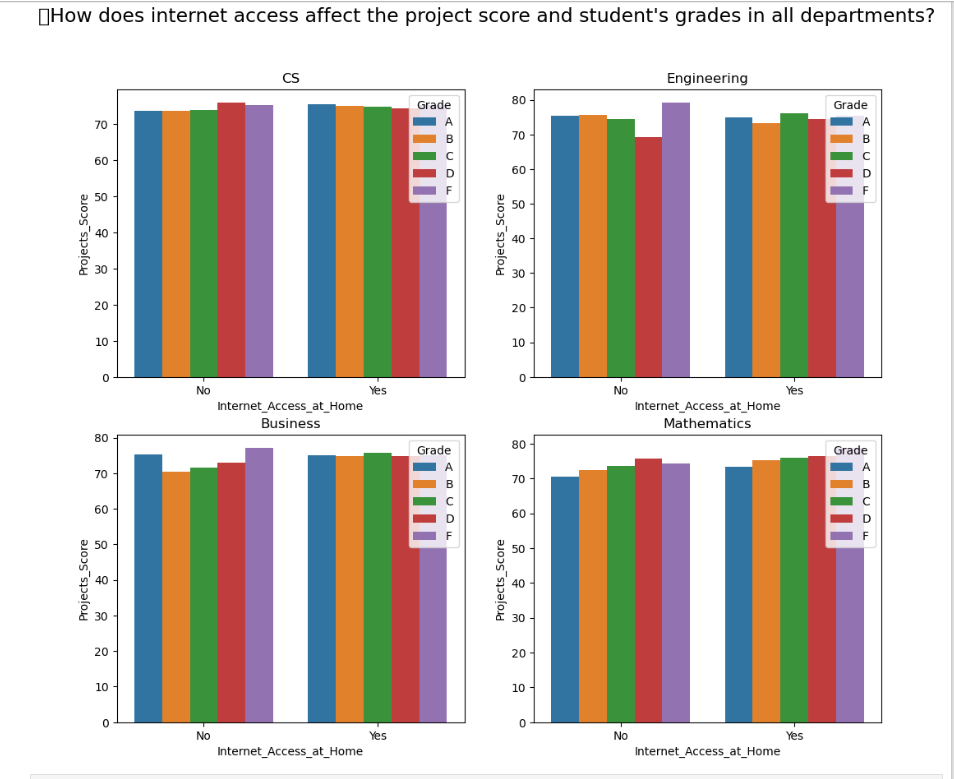 How does internet access affect the project score and student's grades in all departments?
CS
Projects_Score
70
60
50
40
30
20
10
0
Grade
A
B
C
D
F
No
Yes
Internet_Access_at_Home
Engineering
Projects_Score
80
70
60
50
40
30
20
10
0
Grade
A
B
C
D
F
No
Yes
Internet_Access_at_Home
Business
Projects_Score
80
70
60
50
40
30
20
10
0
Grade
A
B
C
D
F
No
Yes
Internet_Access_at_Home
Mathematics
Projects_Score
80
70
60
50
40
30
20
10
0
Grade
A
B
C
D
F
No
Yes
Internet_Access_at_Home